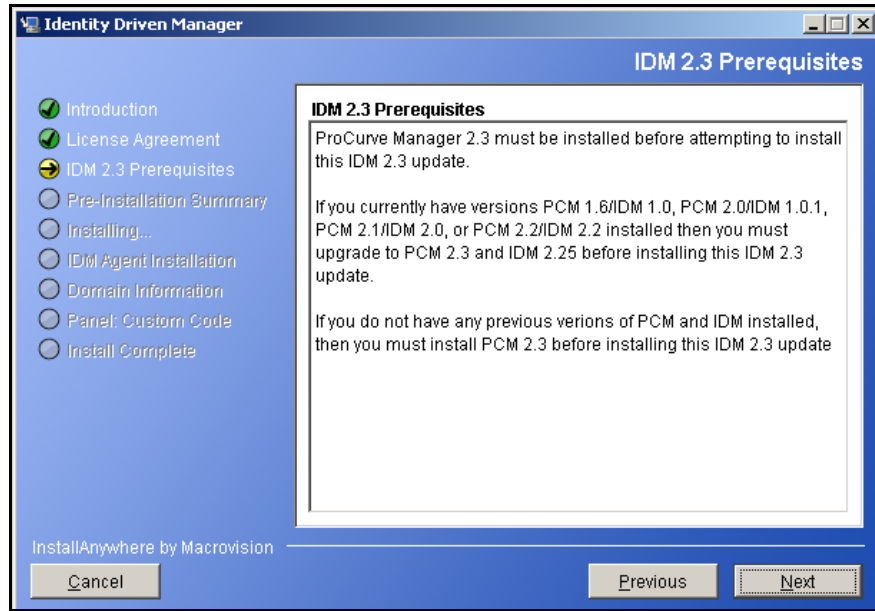 Identity Driven Manager
IDM 2.3 Prerequisites
Introduction
License Agreement
IDM 2.3 Prerequisites
Pre-Installation Summary
Installing...
IDM Agent Installation
Domain Information
Panel: Custom Code
Install Complete
IDM 2.3 Prerequisites
ProCurve Manager 2.3 must be installed before attempting to install
this IDM 2.3 update.
If you currently have versions PCM 1.6/IDM 1.0, PCM 2.0/IDM 1.0.1,
PCM 2.1/IDM 2.0, or PCM 2.2/IDM 2.2 installed then you must
upgrade to PCM 2.3 and IDM 2.25 before installing this IDM 2.3
update.
If you do not have any previous verions of PCM and IDM installed,
then you must install PCM 2.3 before installing this IDM 2.3 update
InstallAnywhere by Macrovision
Cancel
Previous
Next